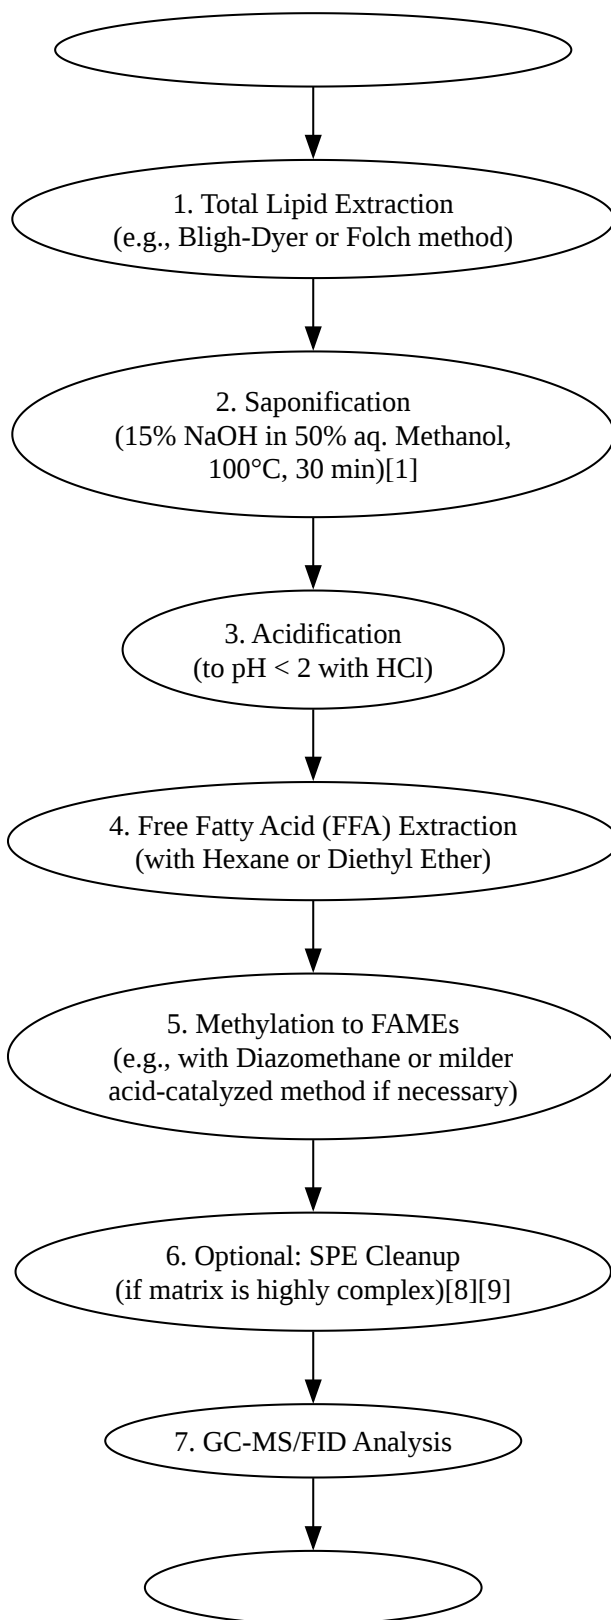 1. Total Lipid Extraction
(e.g., Bligh-Dyer or Folch method)
2. Saponification
(15% NaOH in 50% aq. Methanol,
100°C, 30 min)[1]
3. Acidification
(to pH < 2 with HCl)
4. Free Fatty Acid (FFA) Extraction
(with Hexane or Diethyl Ether)
5. Methylation to FAMEs
(e.g., with Diazomethane or milder
acid-catalyzed method if necessary)
6. Optional: SPE Cleanup
(if matrix is highly complex)[8][9]
7. GC-MS/FID Analysis